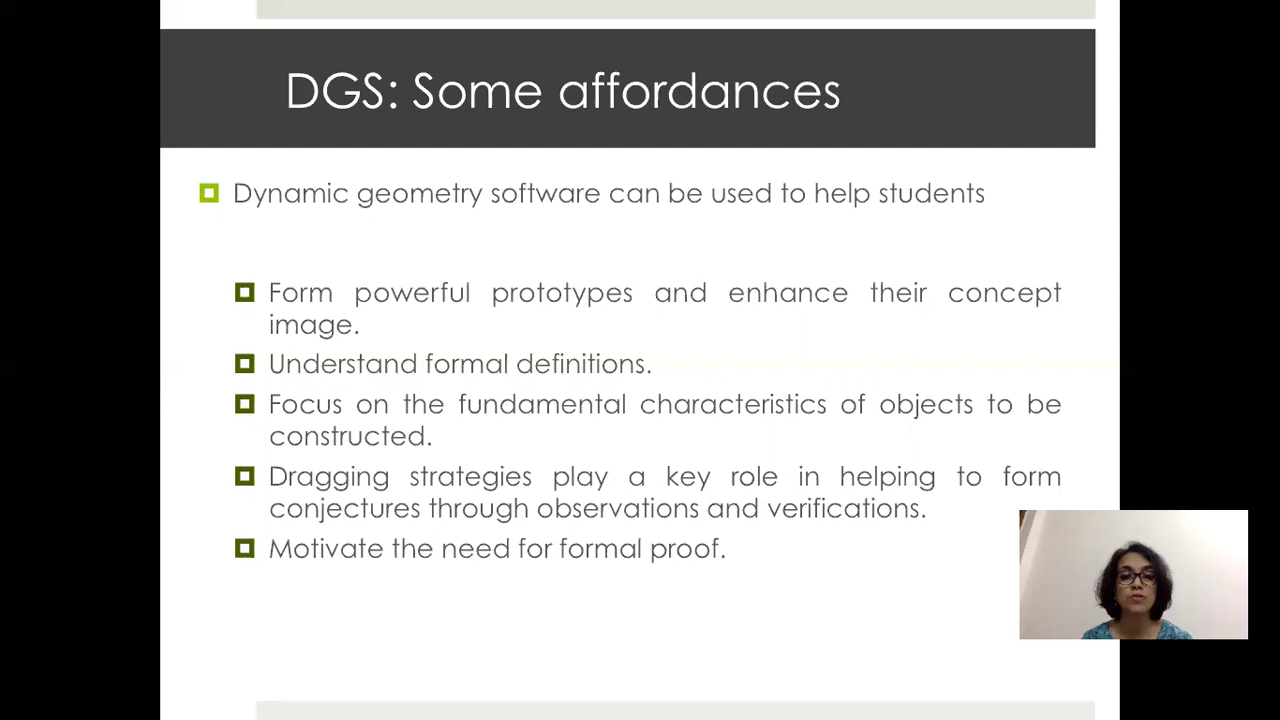 DGS: Some affordances
Dynamic geometry software can be used to help students
Form powerful prototypes and enhance their concept
image.
Understand formal definitions.
Focus on the fundamental characteristics of objects to be
constructed.
Dragging strategies play a key role in helping to form
conjectures through observations and verifications.
Motivate the need for formal proof.